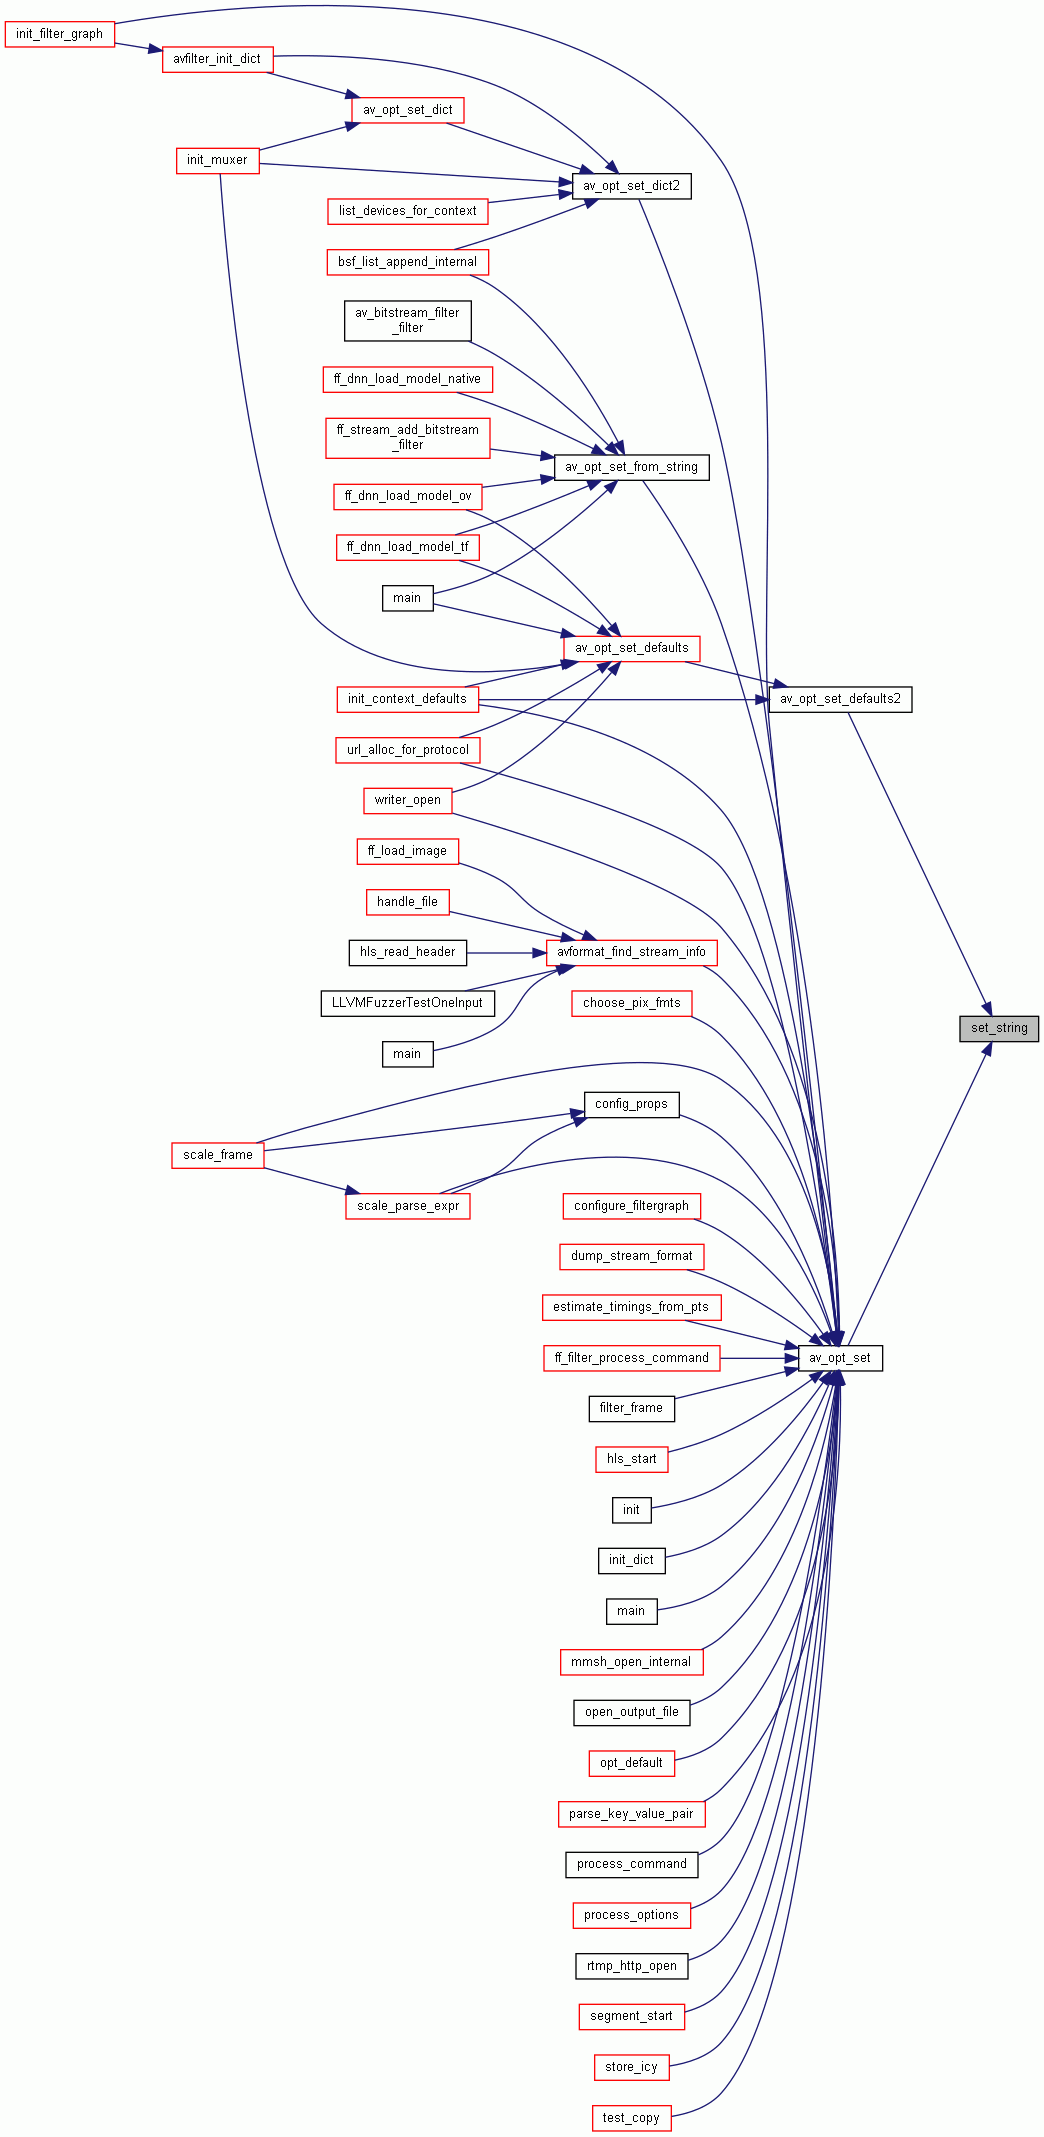 init_filter_graph
avfilter_init_dict
av_opt_set_dict
init_muxer
av_opt_set_dict2
list_devices_for_context
bsf_list_append_internal
av_bitstream_filter
_filter
ff_dnn_load_model_native
ff_stream_add_bitstream
_filter
av_opt_set_from_string
ff_dnn_load_model_ov
ff_dnn_load_model_tf
main
av_opt_set_defaults
init_context_defaults
av_opt_set_defaults2
url_alloc_for_protocol
writer_open
ff_load_image
handle_file
hls_read_header
avformat_find_stream_info
LLVMFuzzerTestOneInput
choose_pix_fmts
set_string
main
config_props
scale_frame
scale_parse_expr
configure_filtergraph
dump_stream_format
estimate_timings_from_pts
ff_filter_process_command
av_opt_set
filter_frame
hls_start
init
init_dict
main
mmsh_open_internal
open_output_file
opt_default
parse_key_value_pair
process_command
process_options
rtmp_http_open
segment_start
store_icy
test_copy